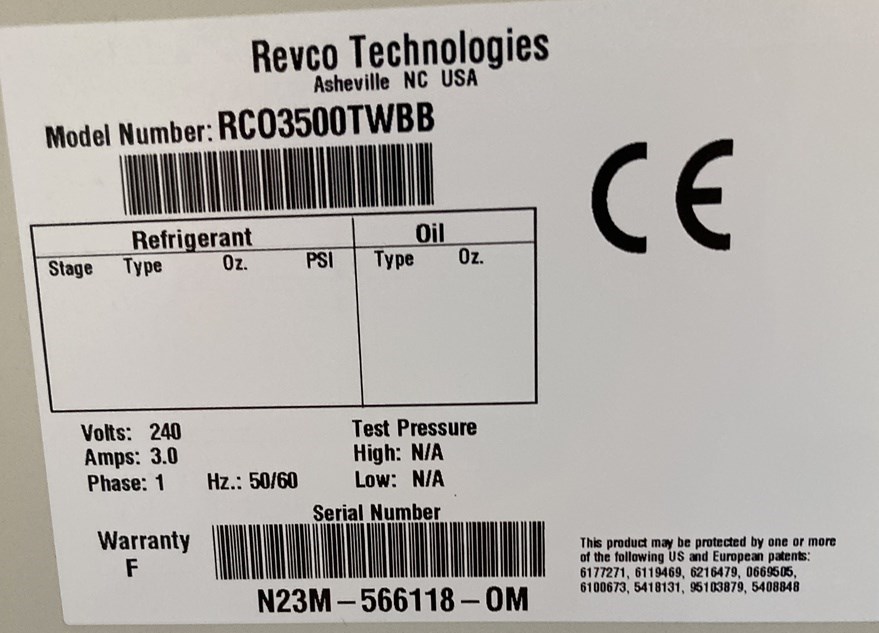 Revco Technologies
Asheville NC USA
Model Number: RCO3500TWBB
CE
Refrigerant Oil
Stage Type Oz. PSI Type Oz.
Volts: 240 Test Pressure
Amps: 3.0 High: N/A
Phase: 1 Hz.: 50/60 Low: N/A
Serial Number
Warranty
F
N23M-566118-OM
This product may be protected by one or more
of the following US and European patents:
6177271, 6119469, 6216479, 0669505,
6100673, 5418131, 95103879, 5408848